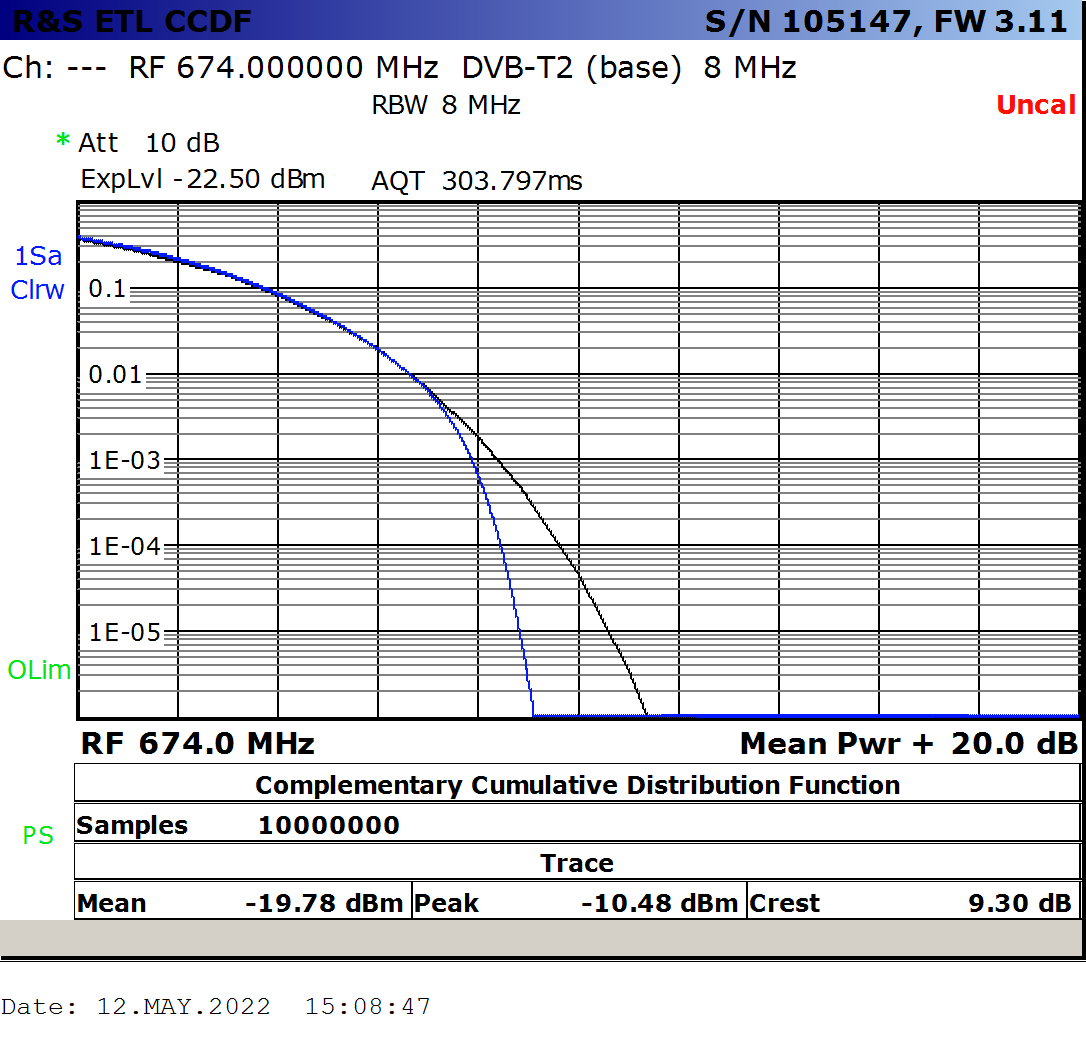 R&S ETL CCDF S/N 105147, FW 3.11
Ch: --- RF 674.000000 MHz DVB-T2 (base) 8 MHz
RBW 8 MHz
Uncal
* Att 10 dB
ExpLvl -22.50 dBm AQT 303.797ms
1Sa
Clrw
0.1
0.01
1E-03
1E-04
1E-05
OLim
RF 674.0 MHz Mean Pwr + 20.0 dB
Complementary Cumulative Distribution Function
Samples 10000000
PS
Trace
Mean -19.78 dBm Peak -10.48 dBm Crest 9.30 dB
Date: 12.MAY.2022 15:08:47